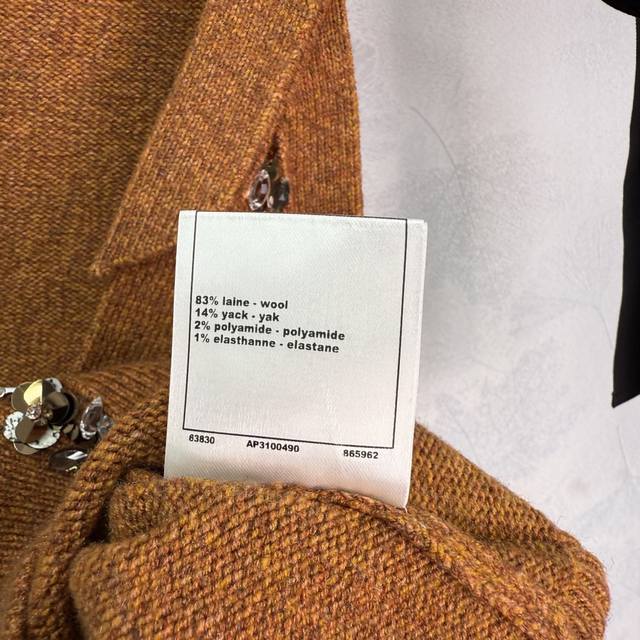 83% laine - wool
14% yack - yak
2% polyamide - polyamide
1% elasthanne - elastane
63830 AP3100490 865962